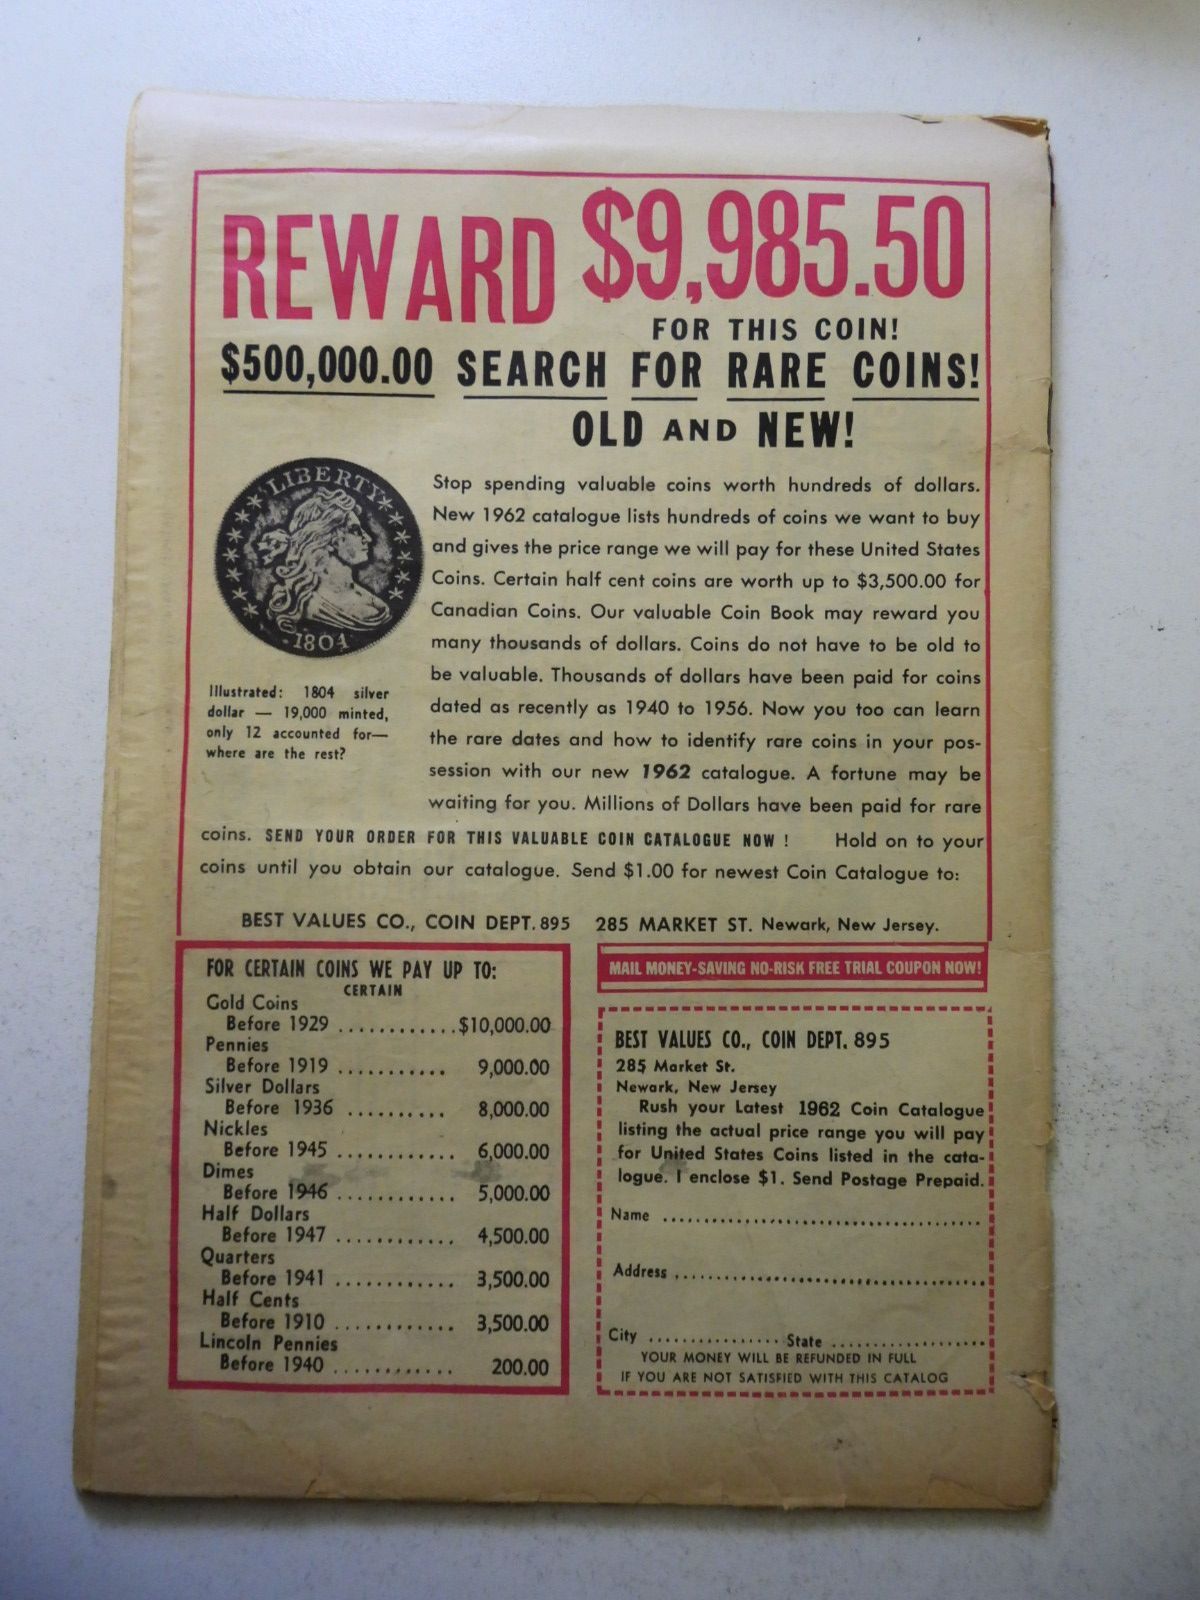 REWARD $9,985.50
FOR THIS COIN!
$500,000.00 SEARCH FOR RARE COINS!
OLD AND NEW!
LIBERTY
1804
Illustrated: 1804 silver
dollar — 19,000 minted,
only 12 accounted for—
where are the rest?
Stop spending valuable coins worth hundreds of dollars.
New 1962 catalogue lists hundreds of coins we want to buy
and gives the price range we will pay for these United States
Coins. Certain half cent coins are worth up to $3,500.00 for
Canadian Coins. Our valuable Coin Book may reward you
many thousands of dollars. Coins do not have to be old to
be valuable. Thousands of dollars have been paid for coins
dated as recently as 1940 to 1956. Now you too can learn
the rare dates and how to identify rare coins in your pos-
session with our new 1962 catalogue. A fortune may be
waiting for you. Millions of Dollars have been paid for rare
coins. SEND YOUR ORDER FOR THIS VALUABLE COIN CATALOGUE NOW ! Hold on to your
coins until you obtain our catalogue. Send $1.00 for newest Coin Catalogue to:
BEST VALUES CO., COIN DEPT. 895 285 MARKET ST. Newark, New Jersey.
FOR CERTAIN COINS WE PAY UP TO:
CERTAIN
Gold Coins
Before 1929 ............$10,000.00
Pennies
Before 1919 ........... 9,000.00
Silver Dollars
Before 1936 .......... 8,000.00
Nickles
Before 1945 ............ 6,000.00
Dimes
Before 1946 ............ 5,000.00
Half Dollars
Before 1947 ............ 4,500.00
Quarters
Before 1941 ............ 3,500.00
Half Cents
Before 1910 ............ 3,500.00
Lincoln Pennies
Before 1940 ............ 200.00
MAIL MONEY-SAVING NO-RISK FREE TRIAL COUPON NOW!
BEST VALUES CO., COIN DEPT. 895
285 Market St.
Newark, New Jersey
Rush your Latest 1962 Coin Catalogue
listing the actual price range you will pay
for United States Coins listed in the cata-
logue. I enclose $1. Send Postage Prepaid.
Name .......................................
Address .......................................
City ................ State ...................
YOUR MONEY WILL BE REFUNDED IN FULL
IF YOU ARE NOT SATISFIED WITH THIS CATALOG